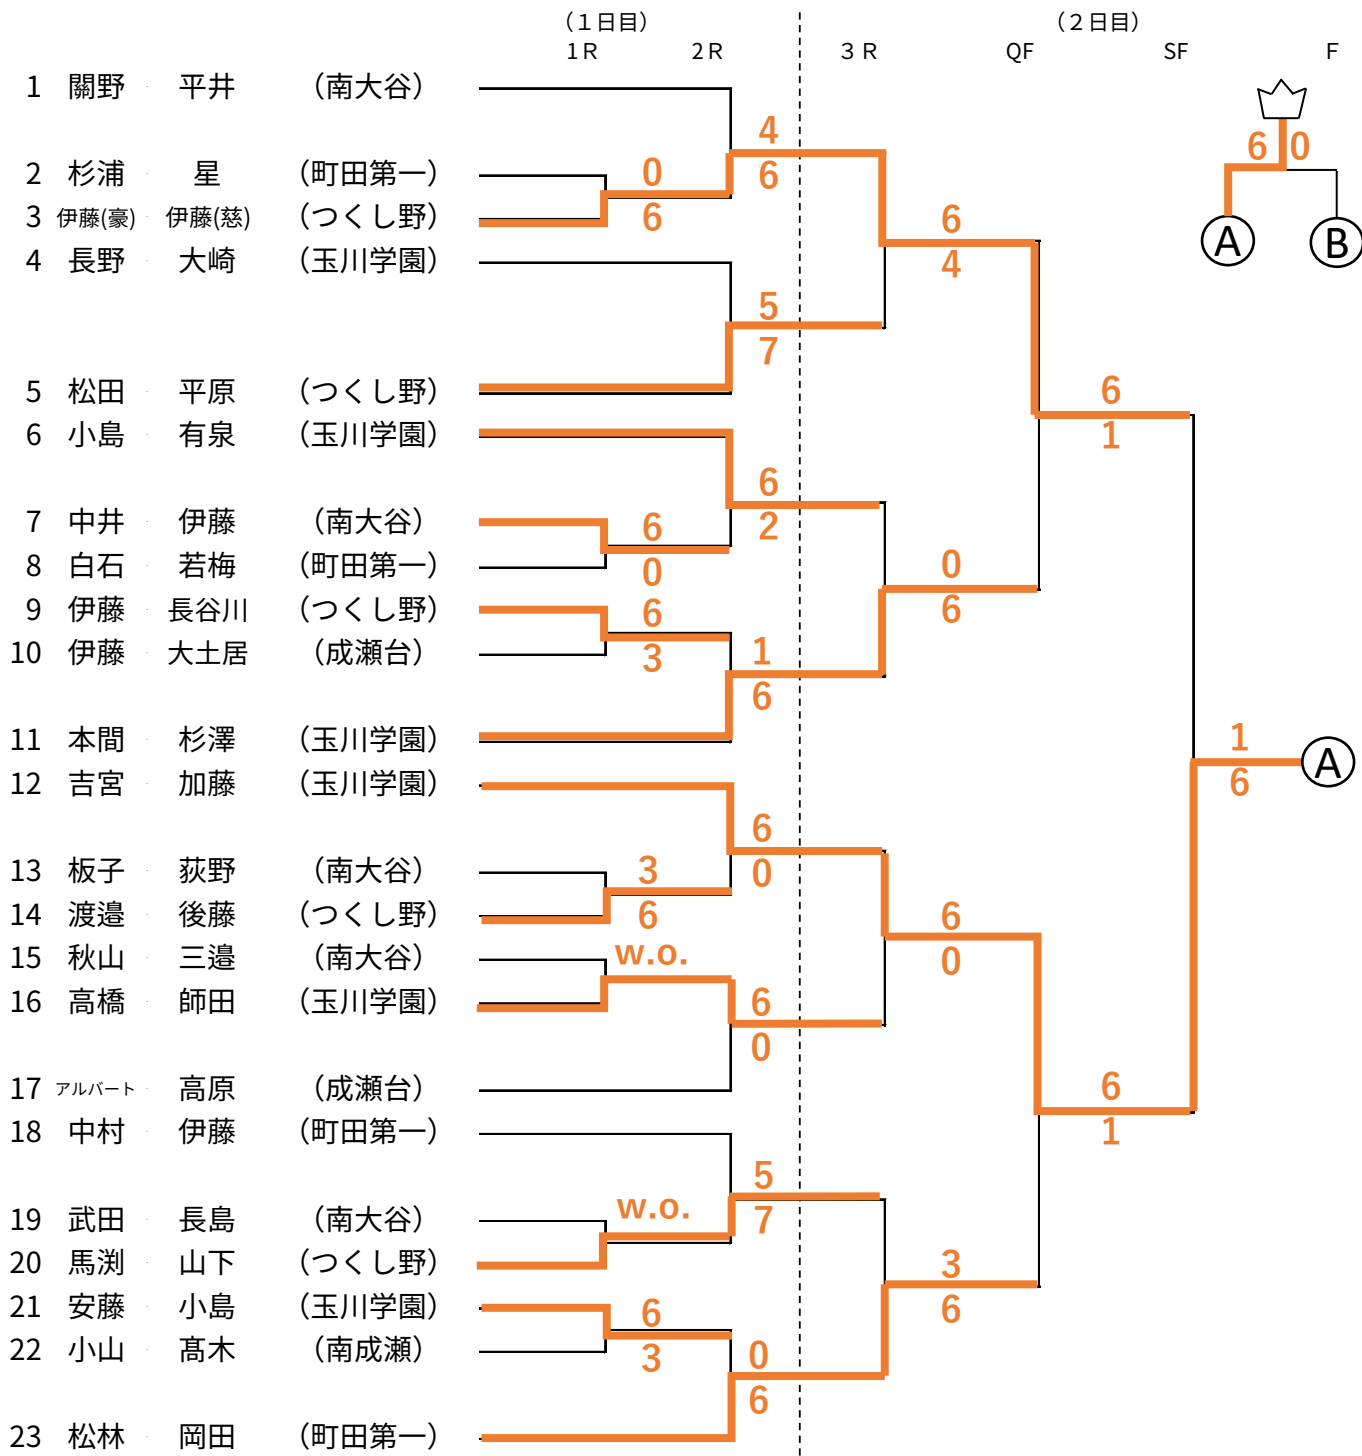 （１日目） （２日目）
1Ｒ 2Ｒ ３Ｒ QF SF F
1 關野 平井 （南大谷）
4
6 0
2 杉浦 星 （町田第一） 0 6
3 伊藤(豪) 伊藤(慈) （つくし野） 6 6
A B
4 長野 大崎 （玉川学園） 4
5
7
5 松田 平原 （つくし野） 6
6 小島 有泉 （玉川学園） 1
6
7 中井 伊藤 （南大谷） 6 2
8 白石 若梅 （町田第一） 0 0
9 伊藤 長谷川 （つくし野） 6 6
10 伊藤 大土居 （成瀬台） 3 1
6
11 本間 杉澤 （玉川学園） 1
A
12 吉宮 加藤 （玉川学園） 6
6
13 板子 荻野 （南大谷） 3 0
14 渡邉 後藤 （つくし野） 6 6
15 秋山 三邉 （南大谷） w.o. 0
16 高橋 師田 （玉川学園） 6
0
17 アルバート 高原 （成瀬台） 6
18 中村 伊藤 （町田第一） 1
5
19 武田 長島 （南大谷） w.o. 7
20 馬渕 山下 （つくし野） 3
21 安藤 小島 （玉川学園） 6 6
22 小山 髙木 （南成瀬） 3 0
6
23 松林 岡田 （町田第一）